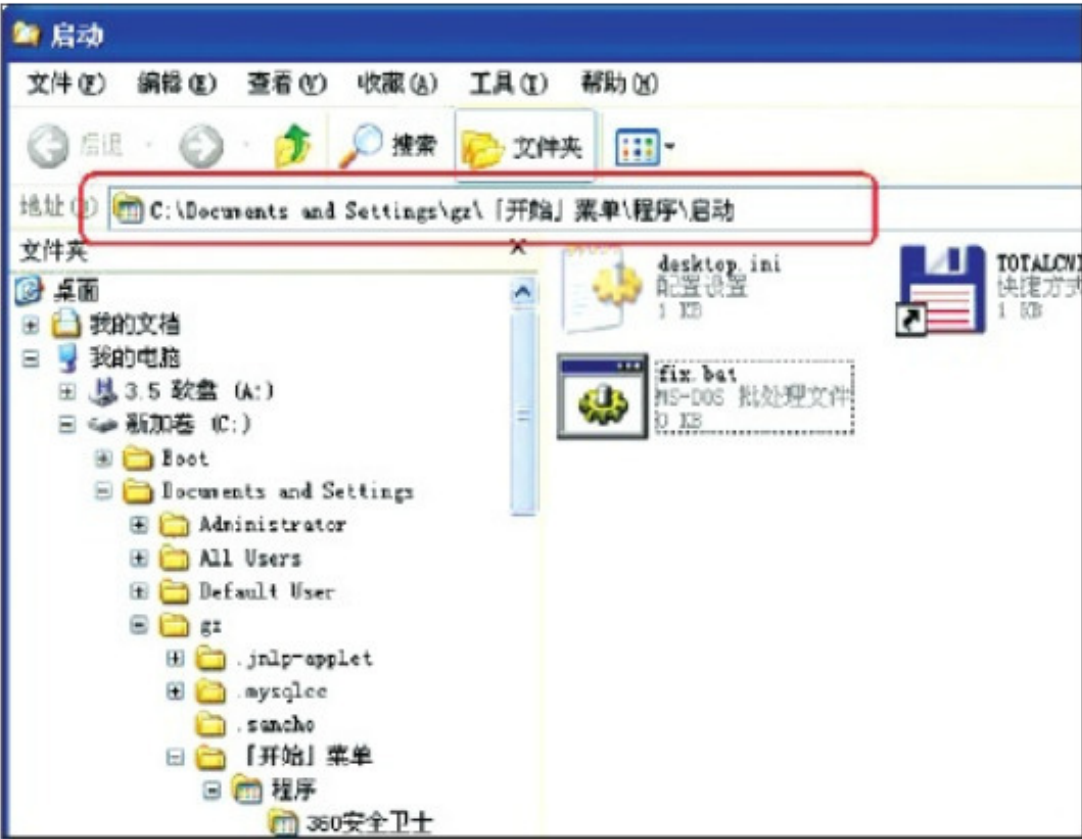 启动
文件(F) 编辑(E) 查看(V) 收藏(A) 工具(T) 帮助(H)
后退 搜索 文件夹
地址(D) C:\Documents and Settings\gz\「开始」菜单\程序\启动
文件夹
桌面
我的文档
我的电脑
3.5 软盘 (A:)
新加卷 (C:)
Boot
Documents and Settings
Administrator
All Users
Default User
gz
.jnlp-applet
.mysqlcc
.sancho
「开始」菜单
程序
360安全卫士
desktop.ini
配置设置
1 KB
TOTALCMD
快捷方式
1 KB
fix.bat
MS-DOS 批处理文件
0 KB